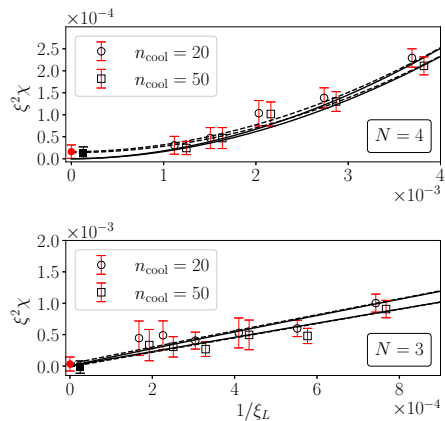 ×10⁻⁴
2.5
2.0
1.5
1.0
0.5
0.0
ξ²χ
n_cool = 20
n_cool = 50
N = 4
0 1 2 3 4
×10⁻³
×10⁻³
2.0
1.5
1.0
0.5
0.0
ξ²χ
n_cool = 20
n_cool = 50
N = 3
0 2 4 6 8
1/ξ_L
×10⁻⁴